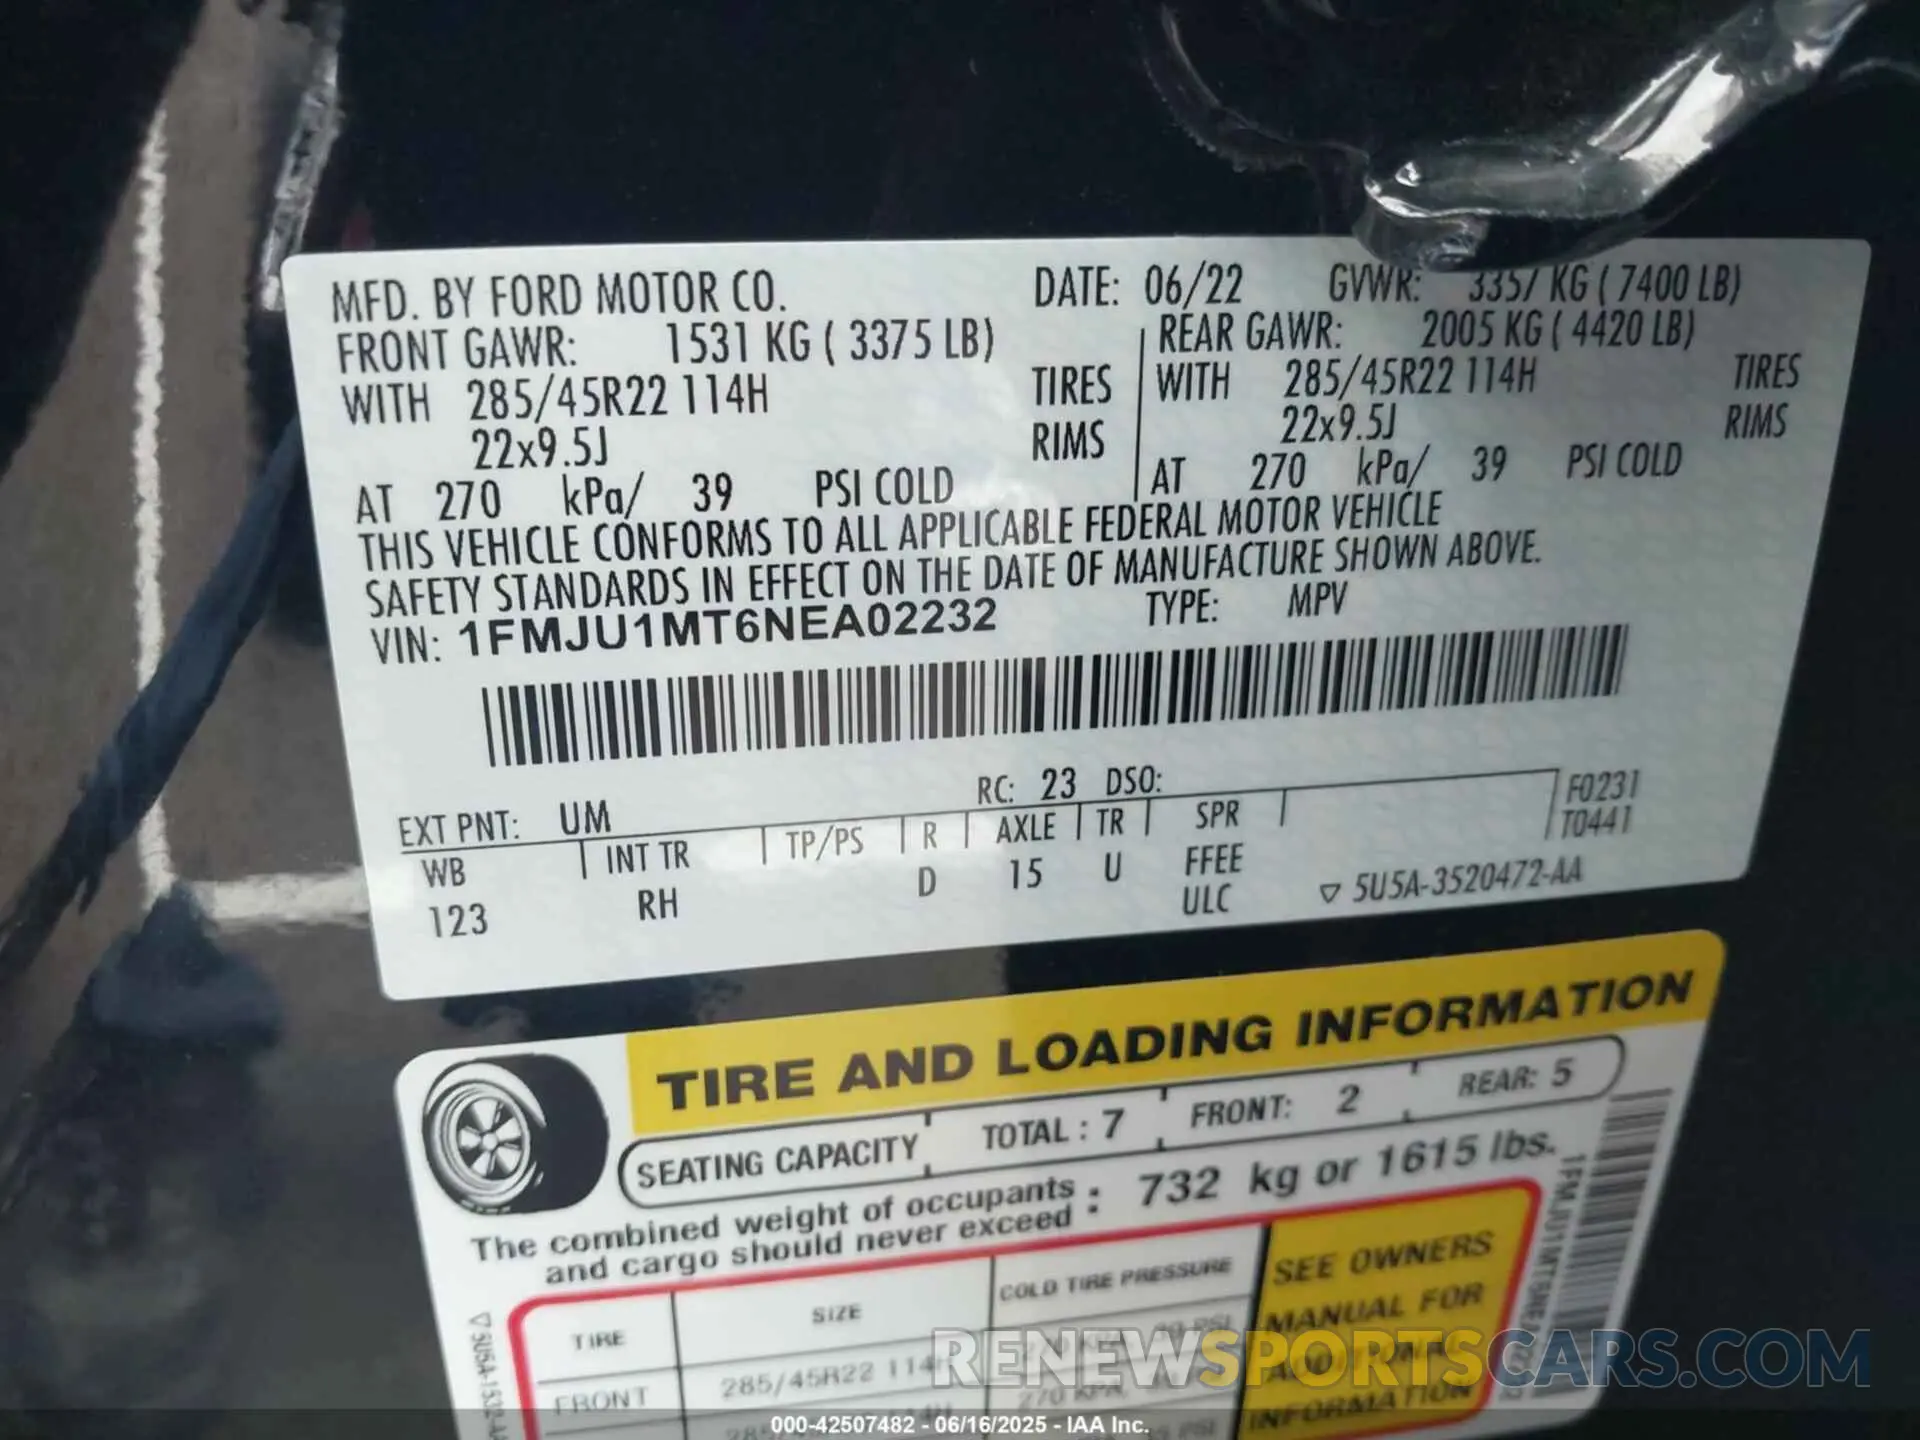 MFD. BY FORD MOTOR CO. DATE: 06/22 GVWR: 3357 KG ( 7400 LB)
FRONT GAWR: 1531 KG ( 3375 LB) REAR GAWR: 2005 KG ( 4420 LB)
WITH 285/45R22 114H TIRES WITH 285/45R22 114H TIRES
22x9.5J RIMS 22x9.5J RIMS
AT 270 kPa/ 39 PSI COLD AT 270 kPa/ 39 PSI COLD
THIS VEHICLE CONFORMS TO ALL APPLICABLE FEDERAL MOTOR VEHICLE
SAFETY STANDARDS IN EFFECT ON THE DATE OF MANUFACTURE SHOWN ABOVE.
VIN: 1FMJU1MT6NEA02232 TYPE: MPV
EXT PNT: UM RC: 23 DSO: F0231
WB INT TR TP/PS R AXLE TR SPR T0441
123 RH D 15 U FFEE
ULC ▽ 5U5A-3520472-AA
TIRE AND LOADING INFORMATION
SEATING CAPACITY TOTAL : 7 FRONT: 2 REAR: 5
The combined weight of occupants
and cargo should never exceed : 732 kg or 1615 lbs.
TIRE SIZE COLD TIRE PRESSURE
FRONT 285/45R22 114H
SEE OWNERS
MANUAL FOR
ADDITIONAL
INFORMATION
RENEWSPORTSCARS.COM
000-42507482 - 06/16/2025 - IAA Inc.